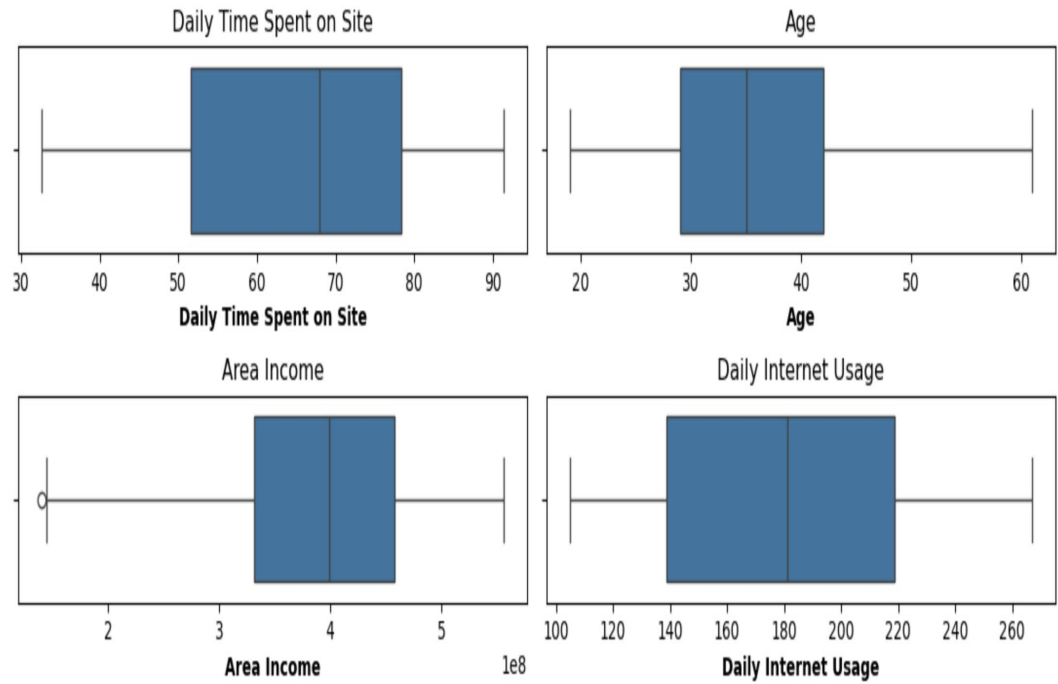 Daily Time Spent on Site
Age
30 40 50 60 70 80 90
20 30 40 50 60
Daily Time Spent on Site
Age
Area Income
Daily Internet Usage
2 3 4 5
100 120 140 160 180 200 220 240 260
Area Income
1e8
Daily Internet Usage